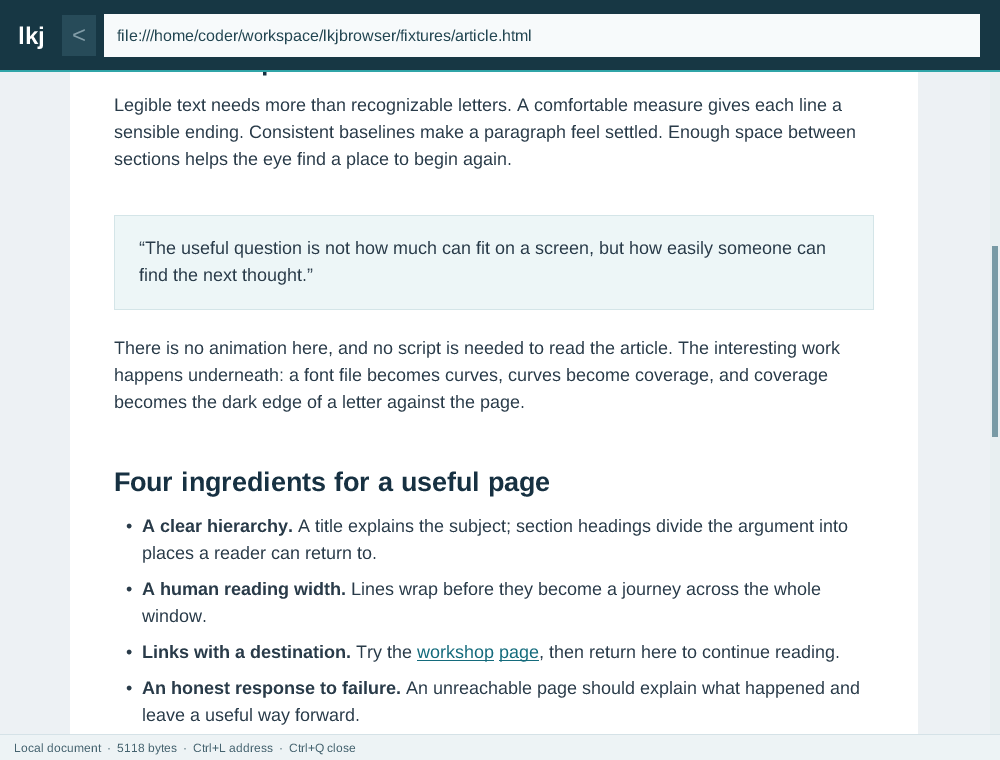 lkj
<
file:///home/coder/workspace/lkjbrowser/fixtures/article.html
Legible text needs more than recognizable letters. A comfortable measure gives each line a
sensible ending. Consistent baselines make a paragraph feel settled. Enough space between
sections helps the eye find a place to begin again.
“The useful question is not how much can fit on a screen, but how easily someone can
find the next thought.”
There is no animation here, and no script is needed to read the article. The interesting work
happens underneath: a font file becomes curves, curves become coverage, and coverage
becomes the dark edge of a letter against the page.
Four ingredients for a useful page
• A clear hierarchy. A title explains the subject; section headings divide the argument into
places a reader can return to.
• A human reading width. Lines wrap before they become a journey across the whole
window.
• Links with a destination. Try the workshop page, then return here to continue reading.
• An honest response to failure. An unreachable page should explain what happened and
leave a useful way forward.
Local document · 5118 bytes · Ctrl+L address · Ctrl+Q close